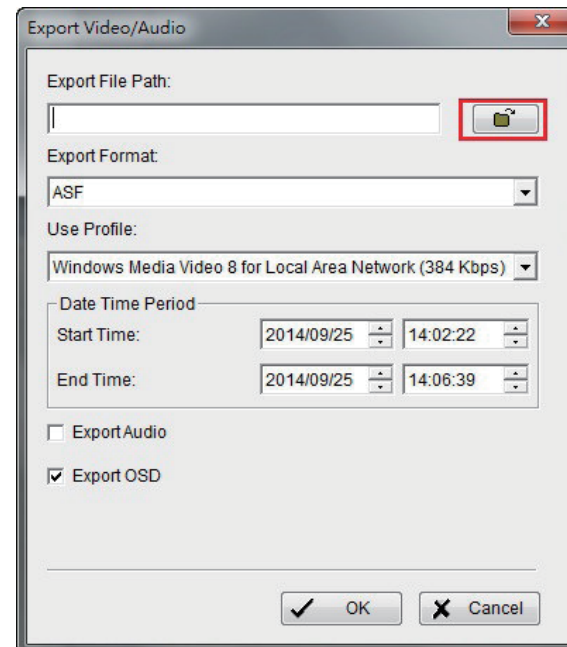 Export Video/Audio
Export File Path:
Export Format:
ASF
Use Profile:
Windows Media Video 8 for Local Area Network (384 Kbps)
Date Time Period
Start Time: 2014/09/25 14:02:22
End Time: 2014/09/25 14:06:39
Export Audio
Export OSD
OK Cancel